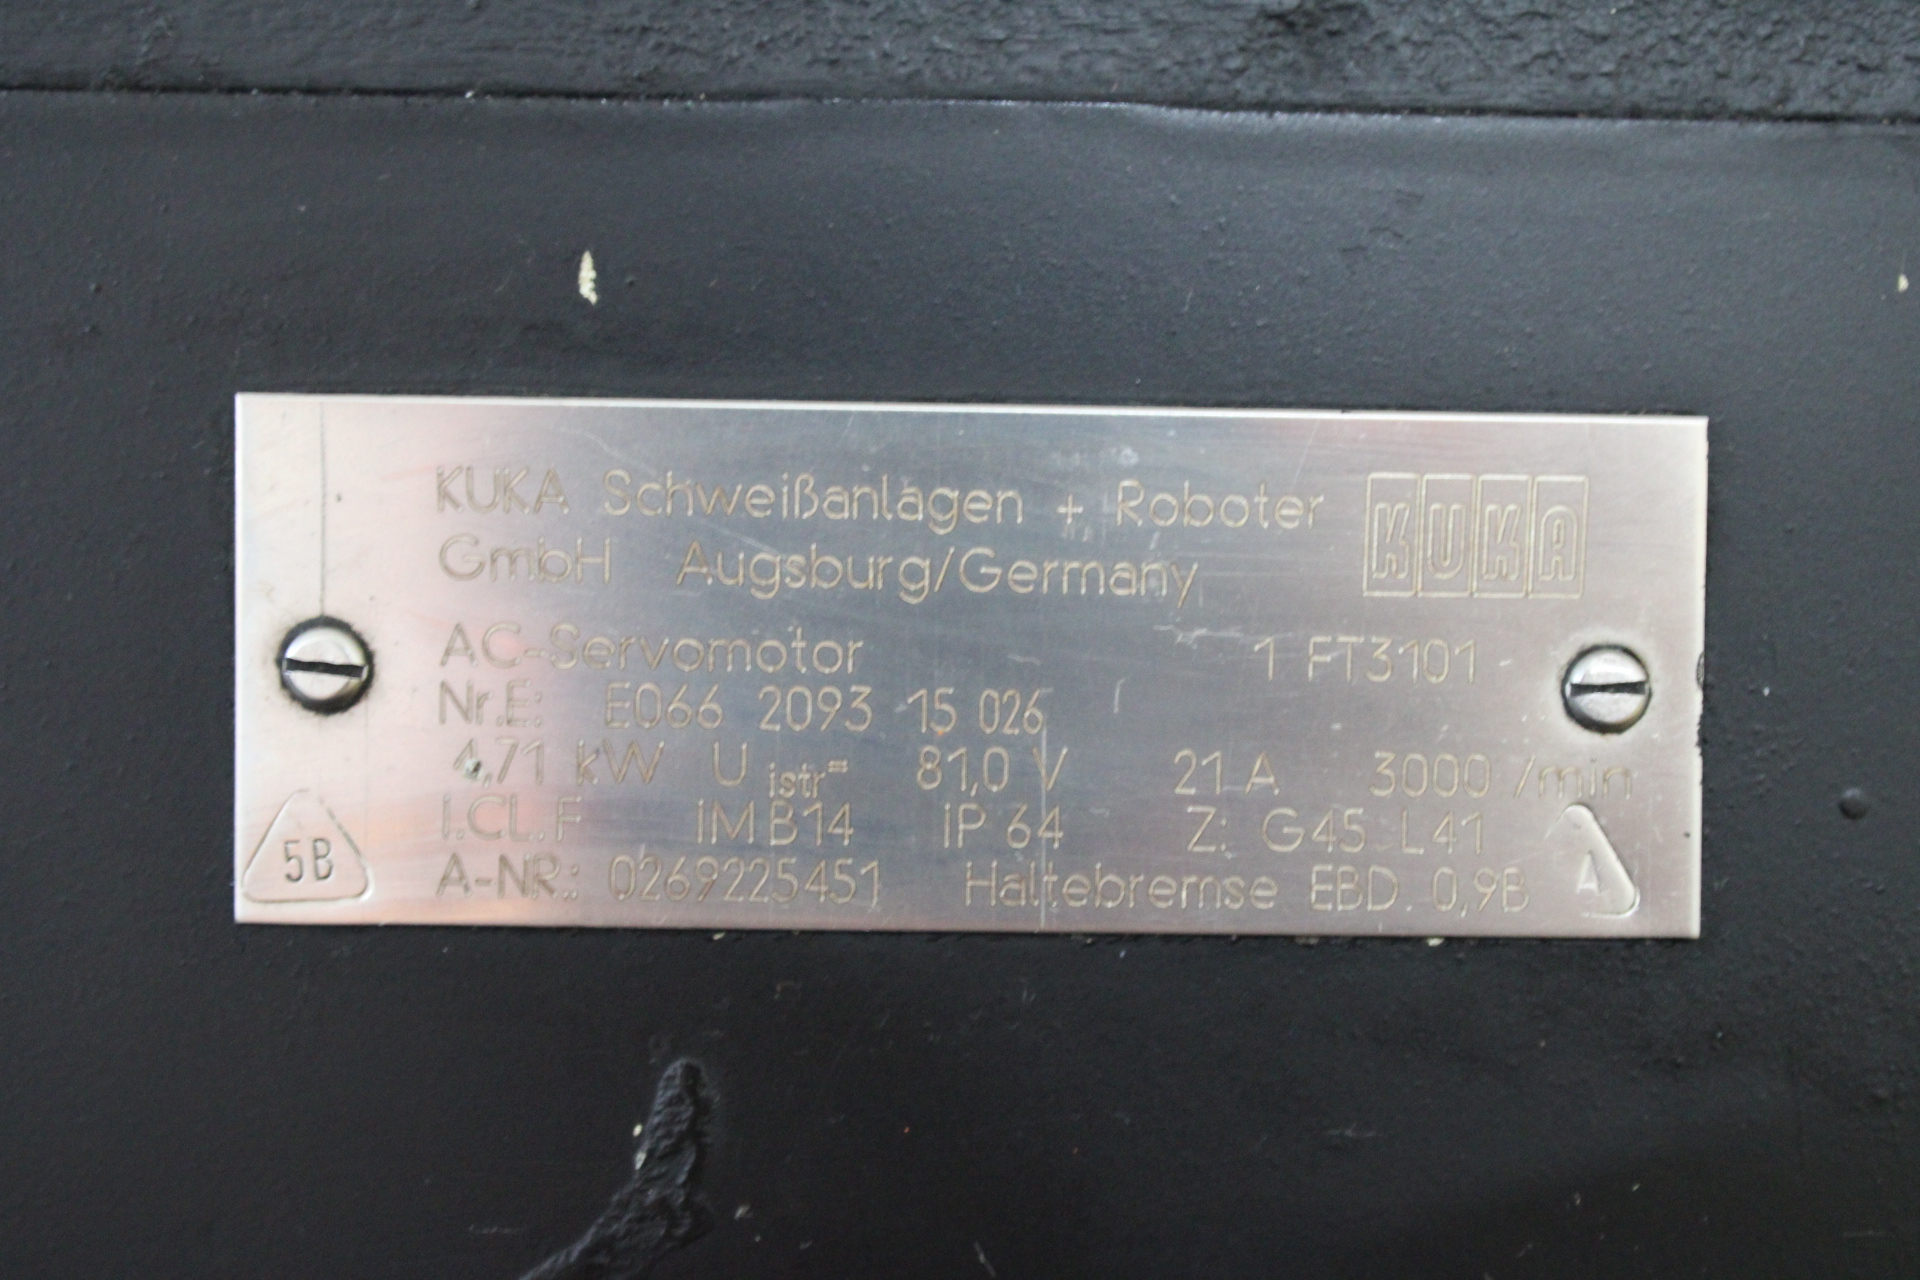 KUKA Schweißanlagen + Roboter
GmbH Augsburg/Germany
KUKA
AC-Servomotor 1 FT3101
Nr.E: E066 2093 15 026
4,71 kW U istr= 81,0 V 21 A 3000 /min
I.CL.F IM B14 IP 64 Z: G45 L41
A-NR.: 0269225451 Haltebremse EBD. 0,9B
5B
A